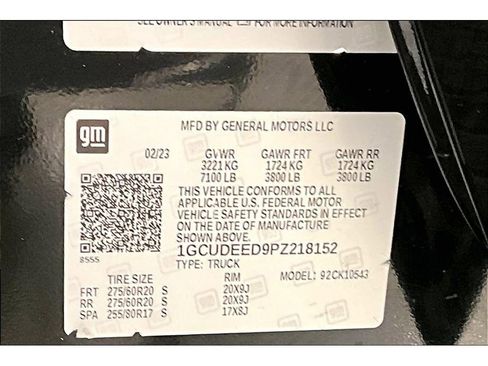 SEE OWNER'S MANUAL FOR MORE INFORMATION
gm
MFD BY GENERAL MOTORS LLC
02/23 GVWR GAWR FRT GAWR RR
3221 KG 1724 KG 1724 KG
7100 LB 3800 LB 3800 LB
THIS VEHICLE CONFORMS TO ALL
APPLICABLE U.S. FEDERAL MOTOR
VEHICLE SAFETY STANDARDS IN EFFECT
ON THE DATE OF MANUFACTURE
SHOWN ABOVE.
1GCUDEED9PZ218152
8555
TYPE: TRUCK
MODEL: 92CK10543
TIRE SIZE RIM
FRT 275/60R20 S 20X9J
RR 275/60R20 S 20X9J
SPA 255/80R17 S 17X8J